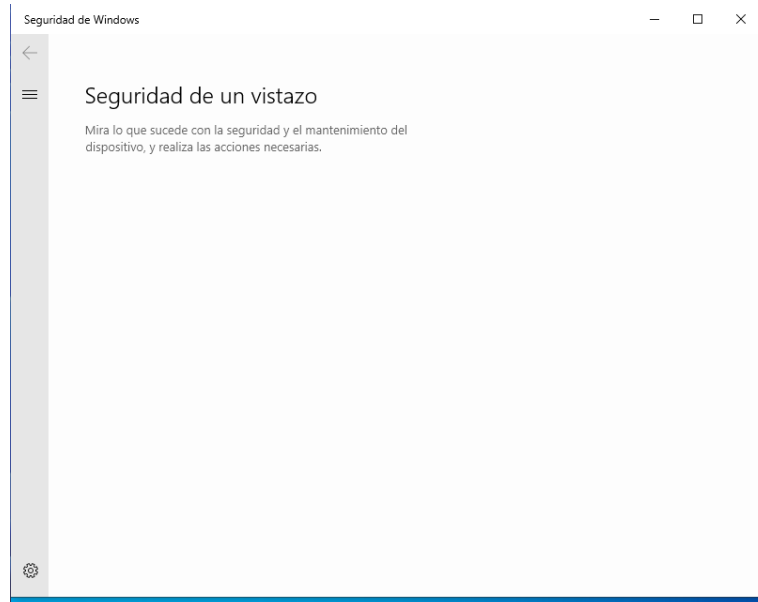 Seguridad de Windows
Seguridad de un vistazo
Mira lo que sucede con la seguridad y el mantenimiento del
dispositivo, y realiza las acciones necesarias.